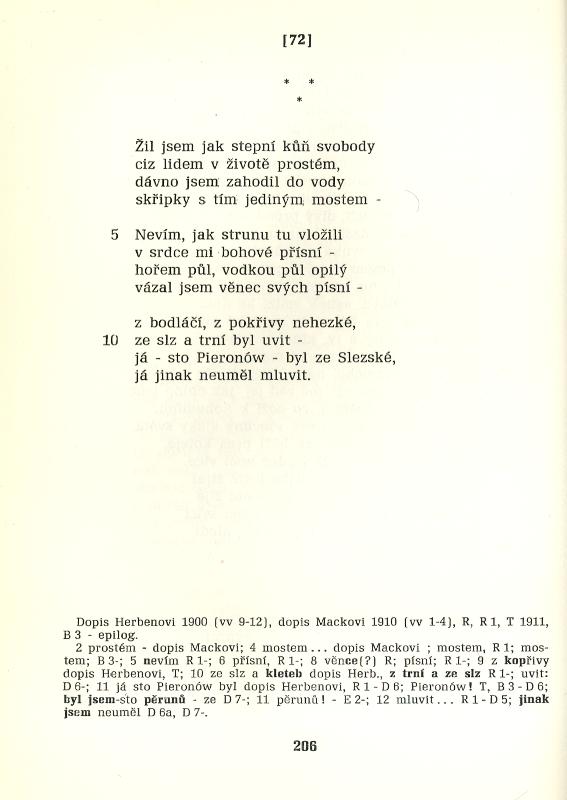 [72]
* *
*
Žil jsem jak stepní kůň svobody
ciz lidem v životě prostém,
dávno jsem zahodil do vody
skřipky s tím jediným mostem -
5 Nevím, jak strunu tu vložili
v srdce mi bohové přísní -
hořem půl, vodkou půl opilý
vázal jsem věnec svých písní -
z bodláčí, z pokřivy nehezké,
10 ze slz a trní byl uvit -
já - sto Pieronów - byl ze Slezské,
já jinak neuměl mluvit.
Dopis Herbenovi 1900 (vv 9-12), dopis Mackovi 1910 (vv 1-4), R, R 1, T 1911,
B 3 - epilog.
2 prostém - dopis Mackovi; 4 mostem... dopis Mackovi ; mostem, R 1; mos-
tem; B 3-; 5 nevím R 1-; 6 přísní, R 1-; 8 věnce(?) R; písní; R 1-; 9 z kopřivy
dopis Herbenovi, T; 10 ze slz a kleteb dopis Herb., z trní a ze slz R 1-; uvit:
D 6-; 11 já sto Pieronów byl dopis Herbenovi, R 1 - D 6; Pieronów! T, B 3 - D 6;
byl jsem-sto pěrunů - ze D 7-; 11 pěrunů! - E 2-; 12 mluvit... R 1 - D 5; jinak
jsem neuměl D 6a, D 7-.
206